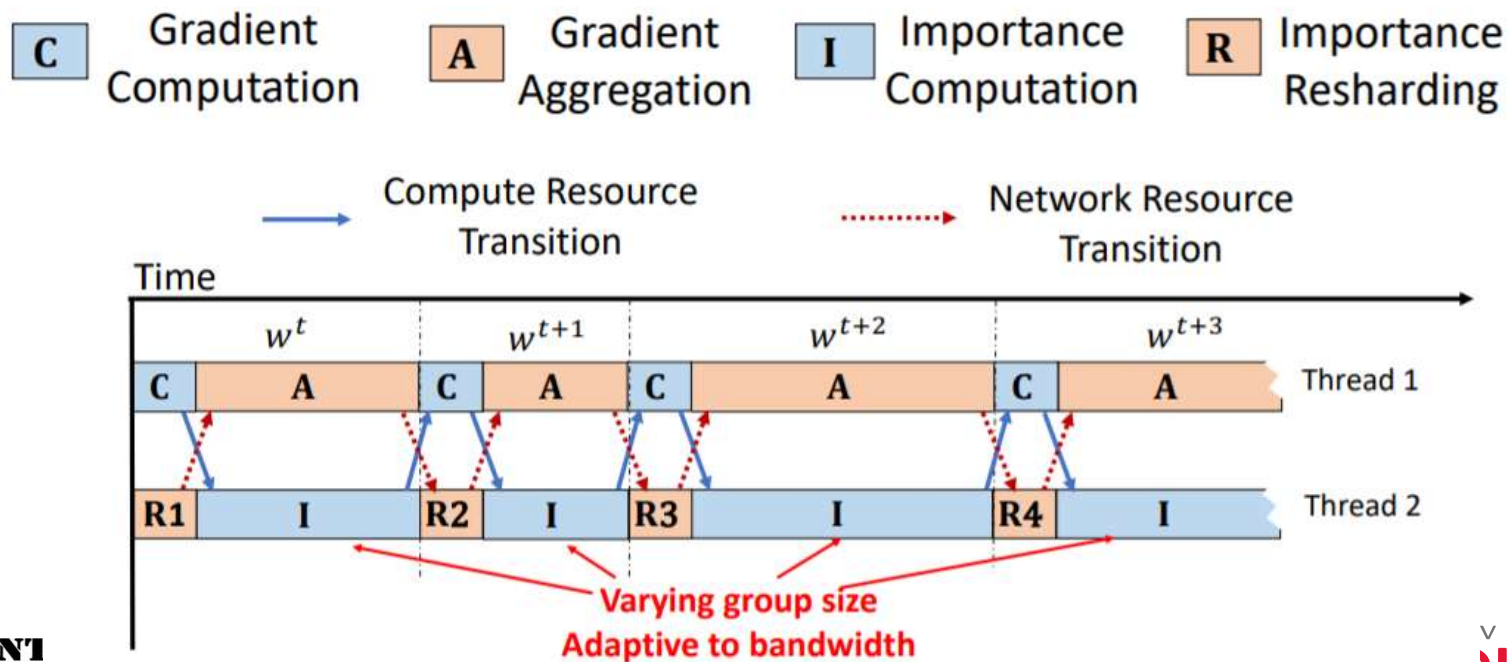 C Gradient Computation
A Gradient Aggregation
I Importance Computation
R Importance Resharding
Compute Resource
Transition
Network Resource
Transition
Time
w^t w^{t+1} w^{t+2} w^{t+3}
C A C A C A C A Thread 1
R1 I R2 I R3 I R4 I Thread 2
Varying group size
Adaptive to bandwidth